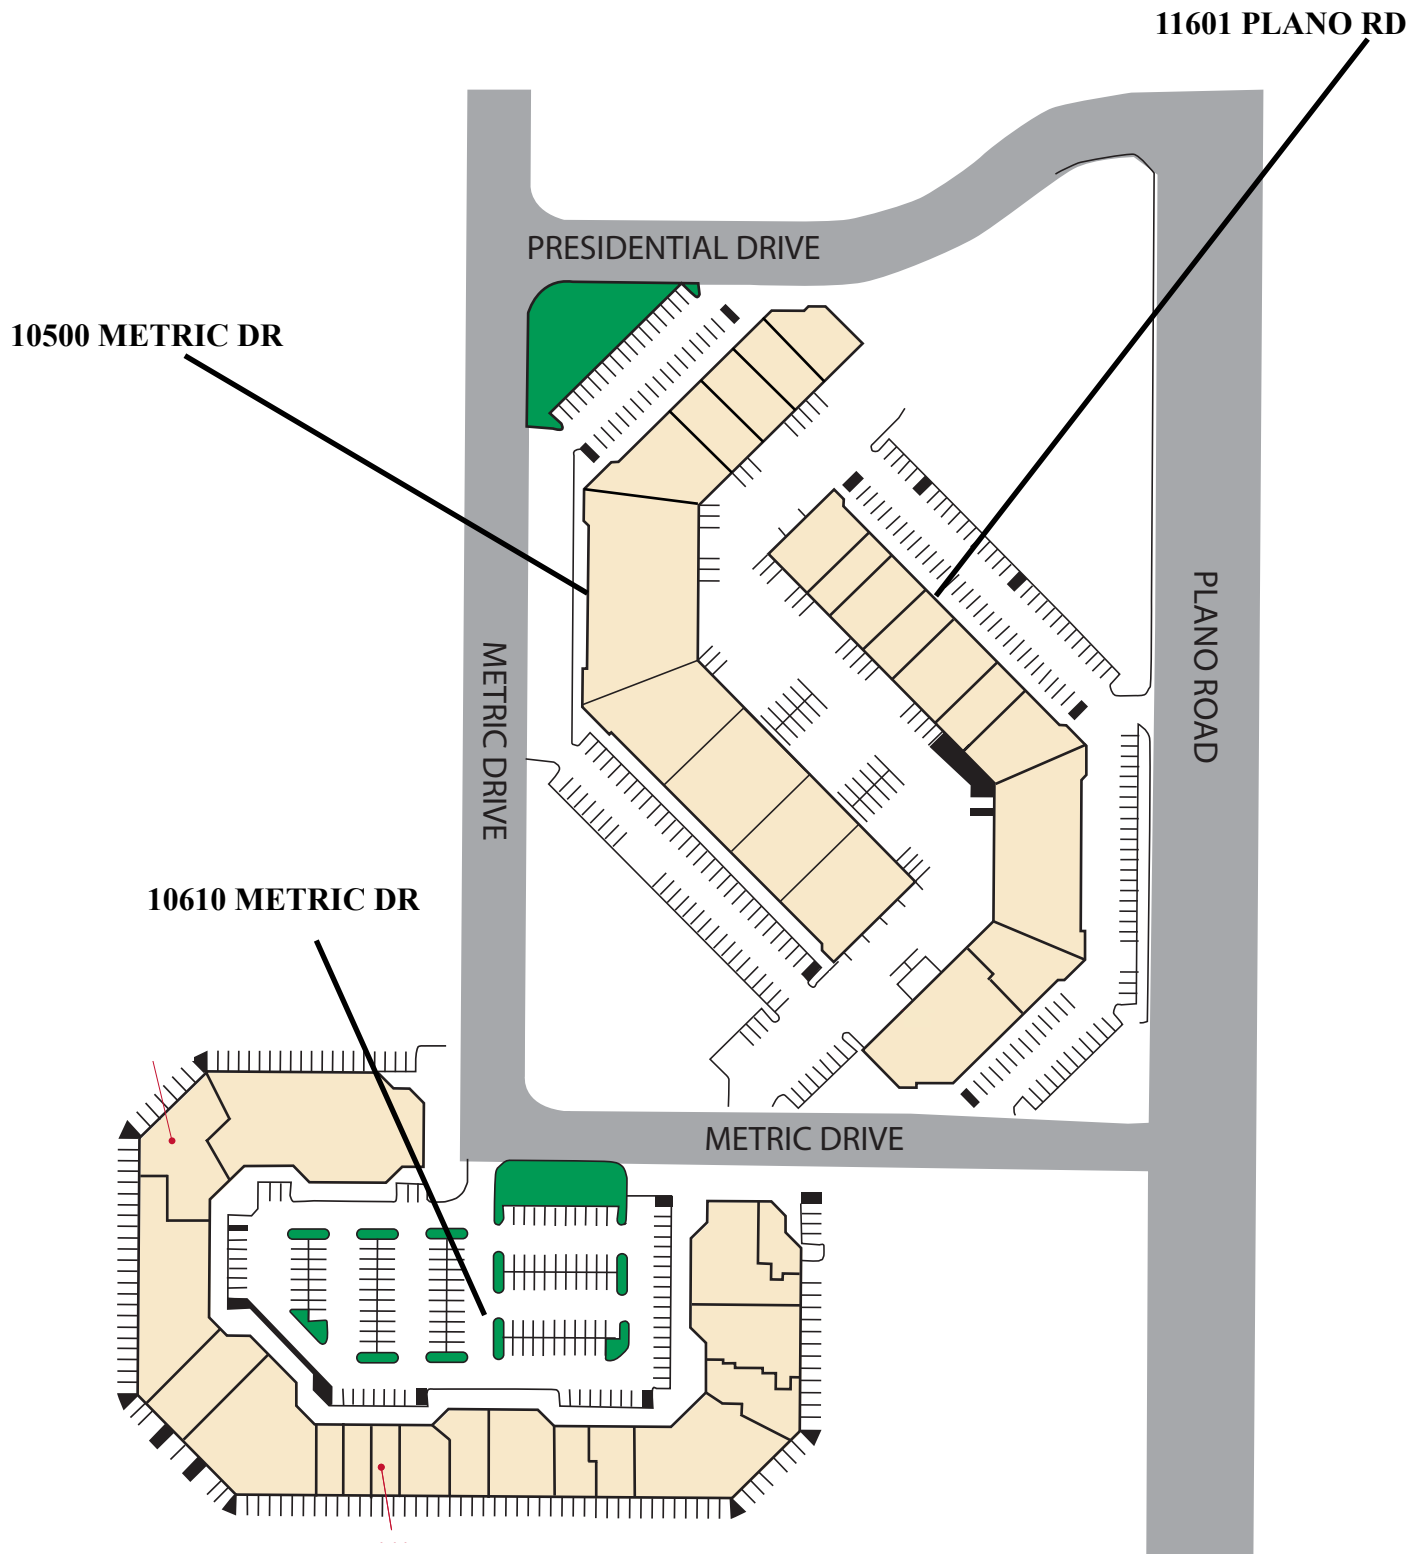 11601 PLANO RD
PRESIDENTIAL DRIVE
10500 METRIC DR
PLANO ROAD
METRIC DRIVE
10610 METRIC DR
METRIC DRIVE